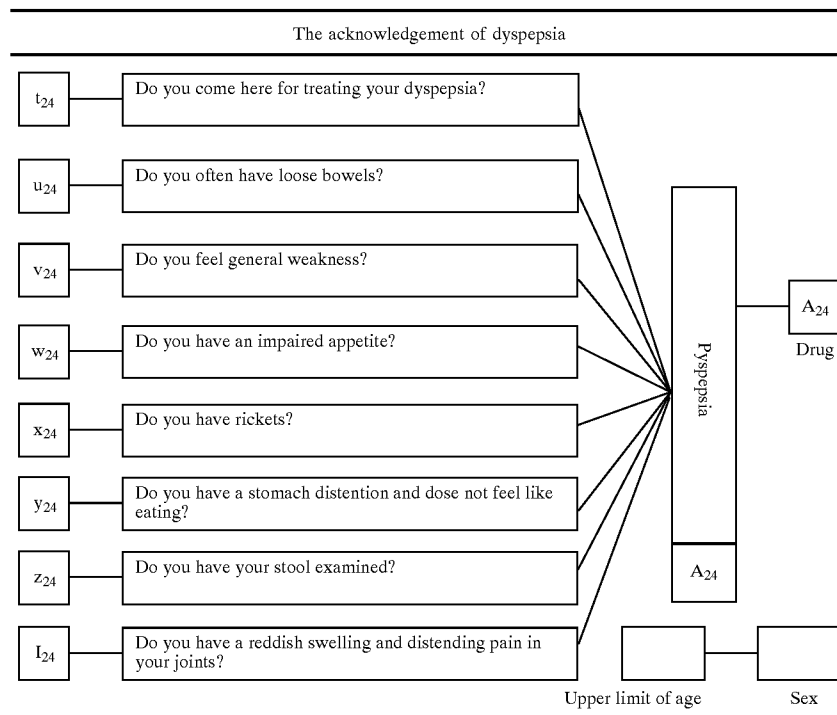 The acknowledgement of dyspepsia
t24
Do you come here for treating your dyspepsia?
u24
Do you often have loose bowels?
v24
Do you feel general weakness?
w24
Do you have an impaired appetite?
x24
Do you have rickets?
y24
Do you have a stomach distention and dose not feel like
eating?
z24
Do you have your stool examined?
I24
Do you have a reddish swelling and distending pain in
your joints?
Pyspepsia
A24
A24
Drug
Upper limit of age
Sex